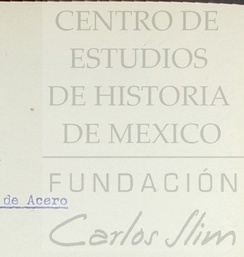 CENTRO DE
ESTUDIOS
DE HISTORIA
DE MEXICO
FUNDACIÓN
de Acero
Carlos Slim